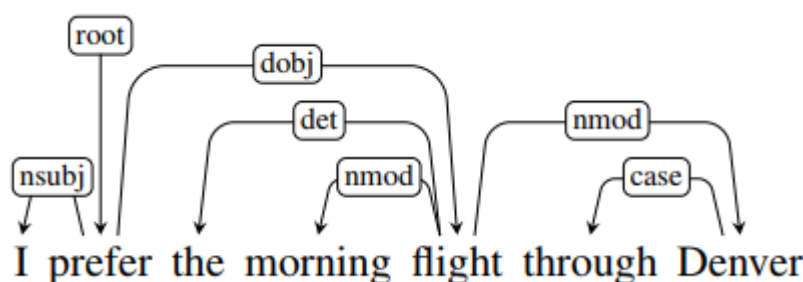 root
dobj
det
nmod
nsubj
nmod
case
I prefer the morning flight through Denver